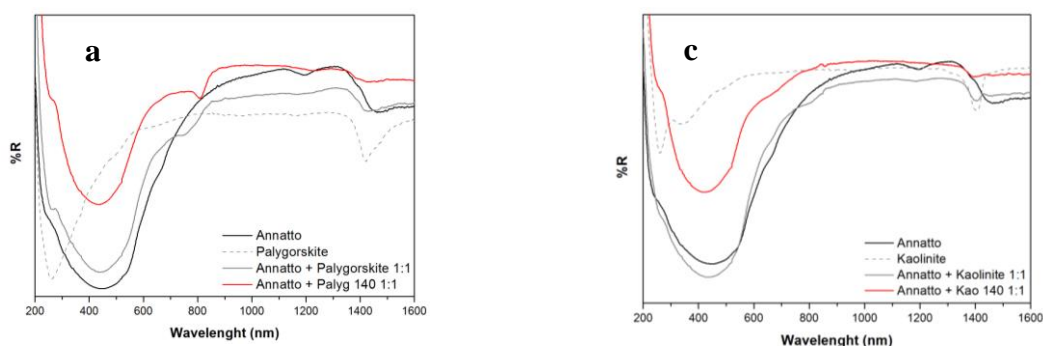 a
%R
Annatto
Palygorskite
Annatto + Palygorskite 1:1
Annatto + Palyg 140 1:1
200 400 600 800 1000 1200 1400 1600
Wavelenght (nm)
c
%R
Annatto
Kaolinite
Annatto + Kaolinite 1:1
Annatto + Kao 140 1:1
200 400 600 800 1000 1200 1400 1600
Wavelenght (nm)